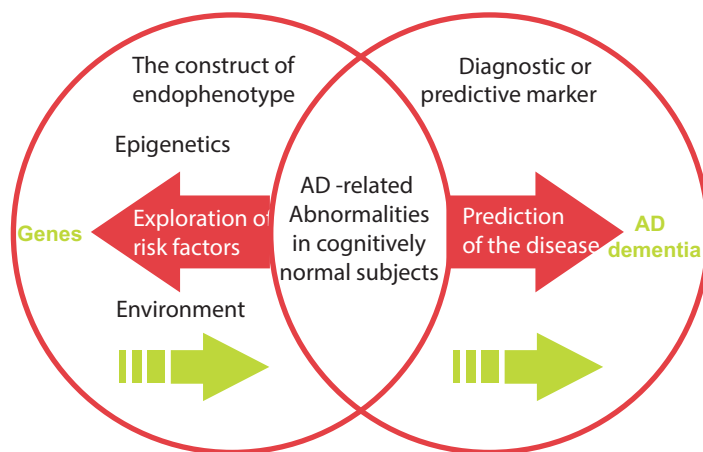 The construct of
endophenotype
Diagnostic or
predictive marker
Epigenetics
Genes
Exploration of
risk factors
AD -related
Abnormalities
in cognitively
normal subjects
Prediction
of the disease
AD
dementia
Environment